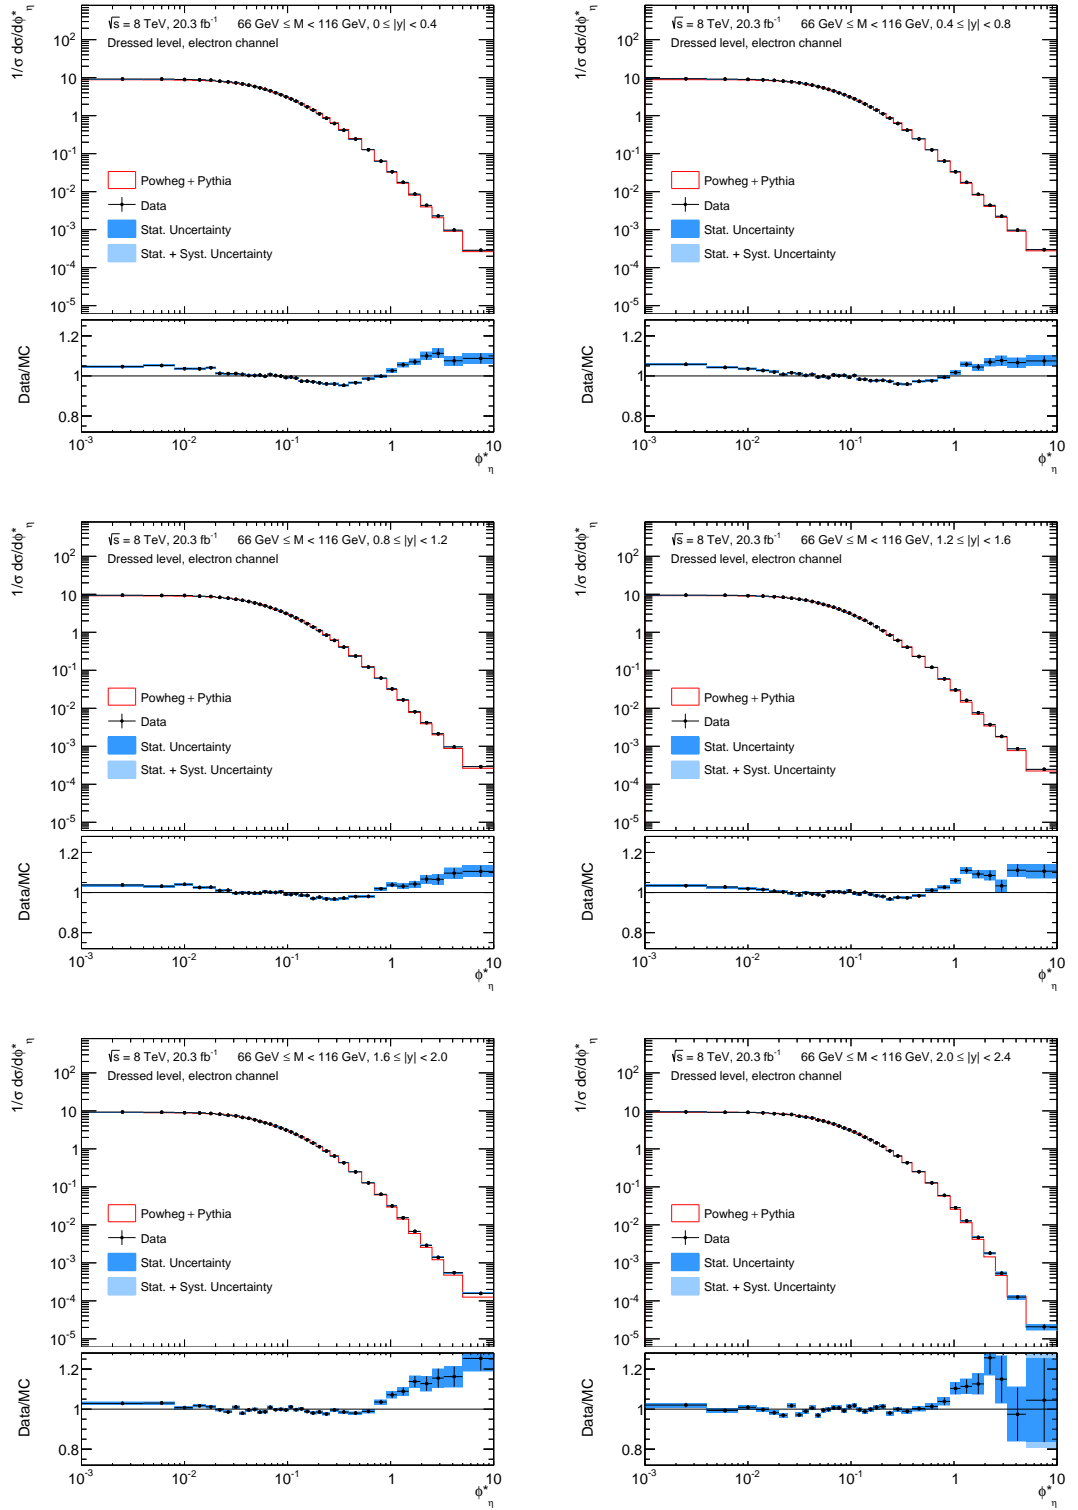 √s = 8 TeV, 20.3 fb⁻¹ 66 GeV ≤ M < 116 GeV, 0 ≤ |y| < 0.4
Dressed level, electron channel
1/σ dσ/dϕ*η
10²
10
1
10⁻¹
10⁻²
10⁻³
10⁻⁴
10⁻⁵
Powheg + Pythia
Data
Stat. Uncertainty
Stat. + Syst. Uncertainty
Data/MC
1.2
1
0.8
10⁻³ 10⁻² 10⁻¹ 1 10
ϕ*η
√s = 8 TeV, 20.3 fb⁻¹ 66 GeV ≤ M < 116 GeV, 0.4 ≤ |y| < 0.8
Dressed level, electron channel
1/σ dσ/dϕ*η
10²
10
1
10⁻¹
10⁻²
10⁻³
10⁻⁴
10⁻⁵
Powheg + Pythia
Data
Stat. Uncertainty
Stat. + Syst. Uncertainty
Data/MC
1.2
1
0.8
10⁻³ 10⁻² 10⁻¹ 1 10
ϕ*η
√s = 8 TeV, 20.3 fb⁻¹ 66 GeV ≤ M < 116 GeV, 0.8 ≤ |y| < 1.2
Dressed level, electron channel
1/σ dσ/dϕ*η
10²
10
1
10⁻¹
10⁻²
10⁻³
10⁻⁴
10⁻⁵
Powheg + Pythia
Data
Stat. Uncertainty
Stat. + Syst. Uncertainty
Data/MC
1.2
1
0.8
10⁻³ 10⁻² 10⁻¹ 1 10
ϕ*η
√s = 8 TeV, 20.3 fb⁻¹ 66 GeV ≤ M < 116 GeV, 1.2 ≤ |y| < 1.6
Dressed level, electron channel
1/σ dσ/dϕ*η
10²
10
1
10⁻¹
10⁻²
10⁻³
10⁻⁴
10⁻⁵
Powheg + Pythia
Data
Stat. Uncertainty
Stat. + Syst. Uncertainty
Data/MC
1.2
1
0.8
10⁻³ 10⁻² 10⁻¹ 1 10
ϕ*η
√s = 8 TeV, 20.3 fb⁻¹ 66 GeV ≤ M < 116 GeV, 1.6 ≤ |y| < 2.0
Dressed level, electron channel
1/σ dσ/dϕ*η
10²
10
1
10⁻¹
10⁻²
10⁻³
10⁻⁴
10⁻⁵
Powheg + Pythia
Data
Stat. Uncertainty
Stat. + Syst. Uncertainty
Data/MC
1.2
1
0.8
10⁻³ 10⁻² 10⁻¹ 1 10
ϕ*η
√s = 8 TeV, 20.3 fb⁻¹ 66 GeV ≤ M < 116 GeV, 2.0 ≤ |y| < 2.4
Dressed level, electron channel
1/σ dσ/dϕ*η
10²
10
1
10⁻¹
10⁻²
10⁻³
10⁻⁴
10⁻⁵
Powheg + Pythia
Data
Stat. Uncertainty
Stat. + Syst. Uncertainty
Data/MC
1.2
1
0.8
10⁻³ 10⁻² 10⁻¹ 1 10
ϕ*η